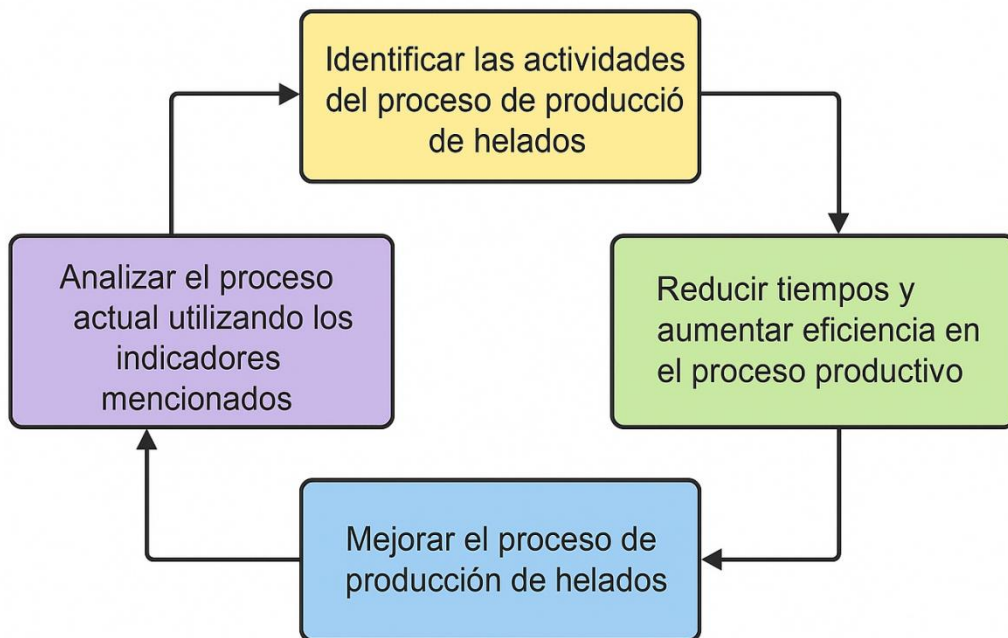 Identificar las actividades
del proceso de producció
de helados
Analizar el proceso
actual utilizando los
indicadores
mencionados
Reducir tiempos y
aumentar eficiencia en
el proceso productivo
Mejorar el proceso de
producción de helados